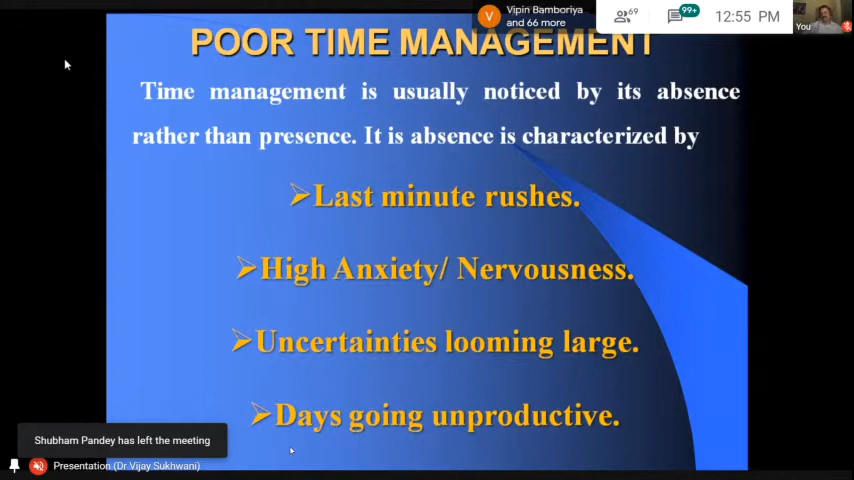 Vipin Bamboriya
and 66 more
69
99+
12:55 PM
You
POOR TIME MANAGEMENT
Time management is usually noticed by its absence
rather than presence. It is absence is characterized by
Last minute rushes.
High Anxiety/ Nervousness.
Uncertainties looming large.
Days going unproductive.
Shubham Pandey has left the meeting
Presentation (Dr Vijay Sukhwani)